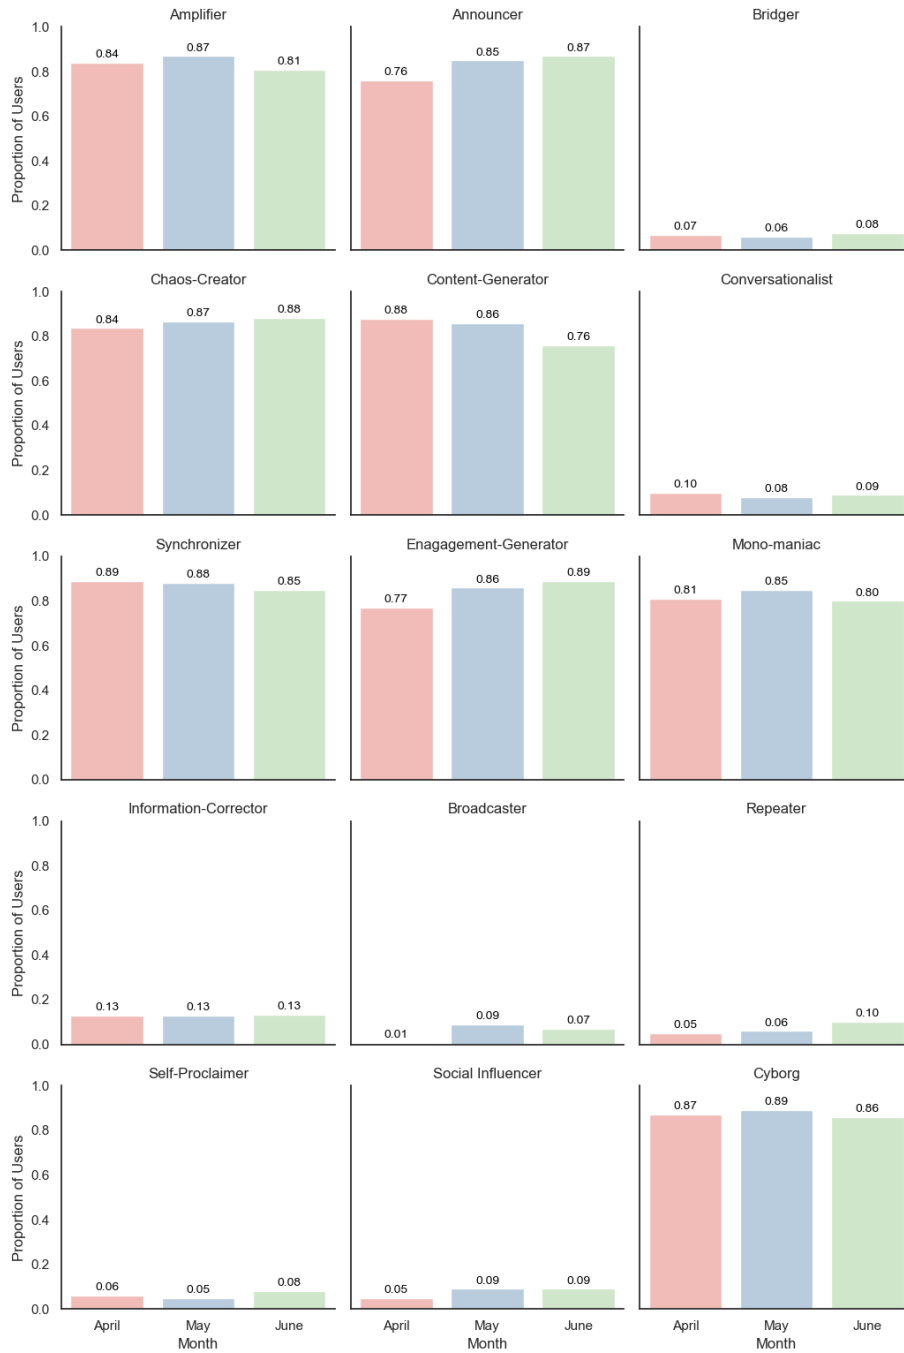 Amplifier
Announcer
Bridger
Proportion of Users
1.0
0.8
0.6
0.4
0.2
0.0
0.84
0.87
0.81
0.76
0.85
0.87
0.07
0.06
0.08
Chaos-Creator
Content-Generator
Conversationalist
Proportion of Users
1.0
0.8
0.6
0.4
0.2
0.0
0.84
0.87
0.88
0.88
0.86
0.76
0.10
0.08
0.09
Synchronizer
Enagagement-Generator
Mono-maniac
Proportion of Users
1.0
0.8
0.6
0.4
0.2
0.0
0.89
0.88
0.85
0.77
0.86
0.89
0.81
0.85
0.80
Information-Corrector
Broadcaster
Repeater
Proportion of Users
1.0
0.8
0.6
0.4
0.2
0.0
0.13
0.13
0.13
0.01
0.09
0.07
0.05
0.06
0.10
Self-Proclaimer
Social Influencer
Cyborg
Proportion of Users
1.0
0.8
0.6
0.4
0.2
0.0
0.06
0.05
0.08
0.05
0.09
0.09
0.87
0.89
0.86
April
May
June
April
May
June
April
May
June
Month
Month
Month